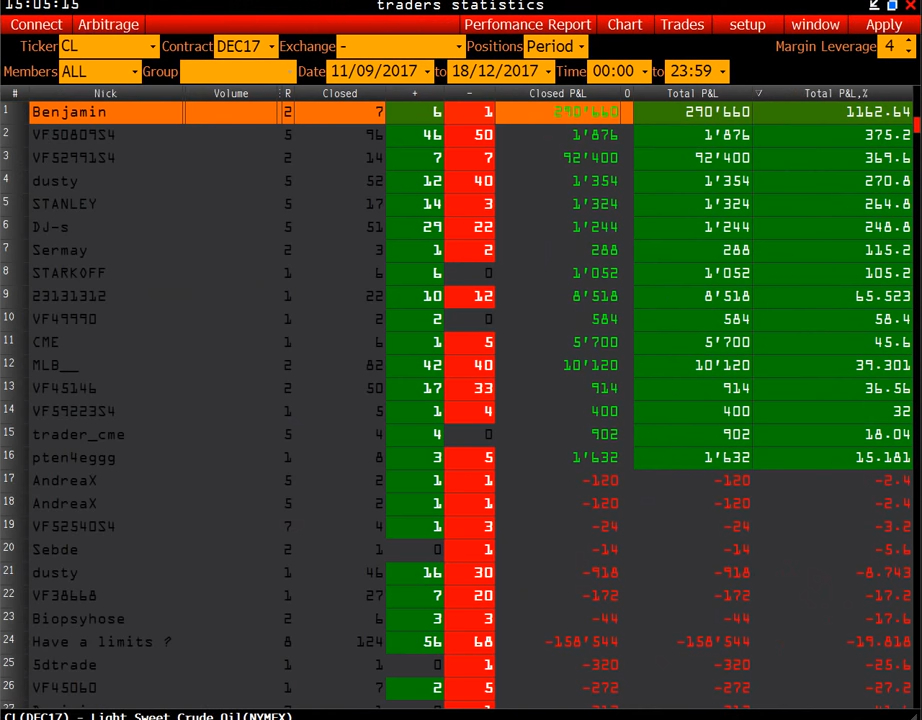 15:05:15 traders statistics
Connect Arbitrage Perfomance Report Chart Trades setup window Apply
Ticker CL Contract DEC17 Exchange - Positions Period Margin Leverage 4
Members ALL Group Date 11/09/2017 to 18/12/2017 Time 00:00 to 23:59
# Nick Volume R Closed + - Closed P&L O Total P&L Total P&L,%
1 Benjamin 2 7 6 1 290'660 290'660 1162.64
2 VF50809S4 5 96 46 50 1'876 1'876 375.2
3 VF52991S4 2 14 7 7 92'400 92'400 369.6
4 dusty 5 52 12 40 1'354 1'354 270.8
5 STANLEY 5 17 14 3 1'324 1'324 264.8
6 DJ-s 5 51 29 22 1'244 1'244 248.8
7 Sermay 2 3 1 2 288 288 115.2
8 STARKOFF 1 6 6 0 1'052 1'052 105.2
9 23131312 1 22 10 12 8'518 8'518 65.523
10 VF49990 1 2 2 0 584 584 58.4
11 CME 1 6 1 5 5'700 5'700 45.6
12 MLB__ 2 82 42 40 10'120 10'120 39.301
13 VF45146 2 50 17 33 914 914 36.56
14 VF59223S4 1 5 1 4 400 400 32
15 trader_cme 5 4 4 0 902 902 18.04
16 pten4eggg 1 8 3 5 1'632 1'632 15.181
17 AndreaX 5 2 1 1 -120 -120 -2.4
18 AndreaX 5 2 1 1 -120 -120 -2.4
19 VF52540S4 7 4 1 3 -24 -24 -3.2
20 Sebde 2 1 0 1 -14 -14 -5.6
21 dusty 1 46 16 30 -918 -918 -8.743
22 VF38668 1 27 7 20 -172 -172 -17.2
23 Biopsyhose 2 6 3 3 -44 -44 -17.6
24 Have a limits ? 8 124 56 68 -158'544 -158'544 -19.818
25 5dtrade 1 1 0 1 -320 -320 -25.6
26 VF45060 1 7 2 5 -272 -272 -27.2
CL(DEC17) - Light Sweet Crude Oil(NYMEX)